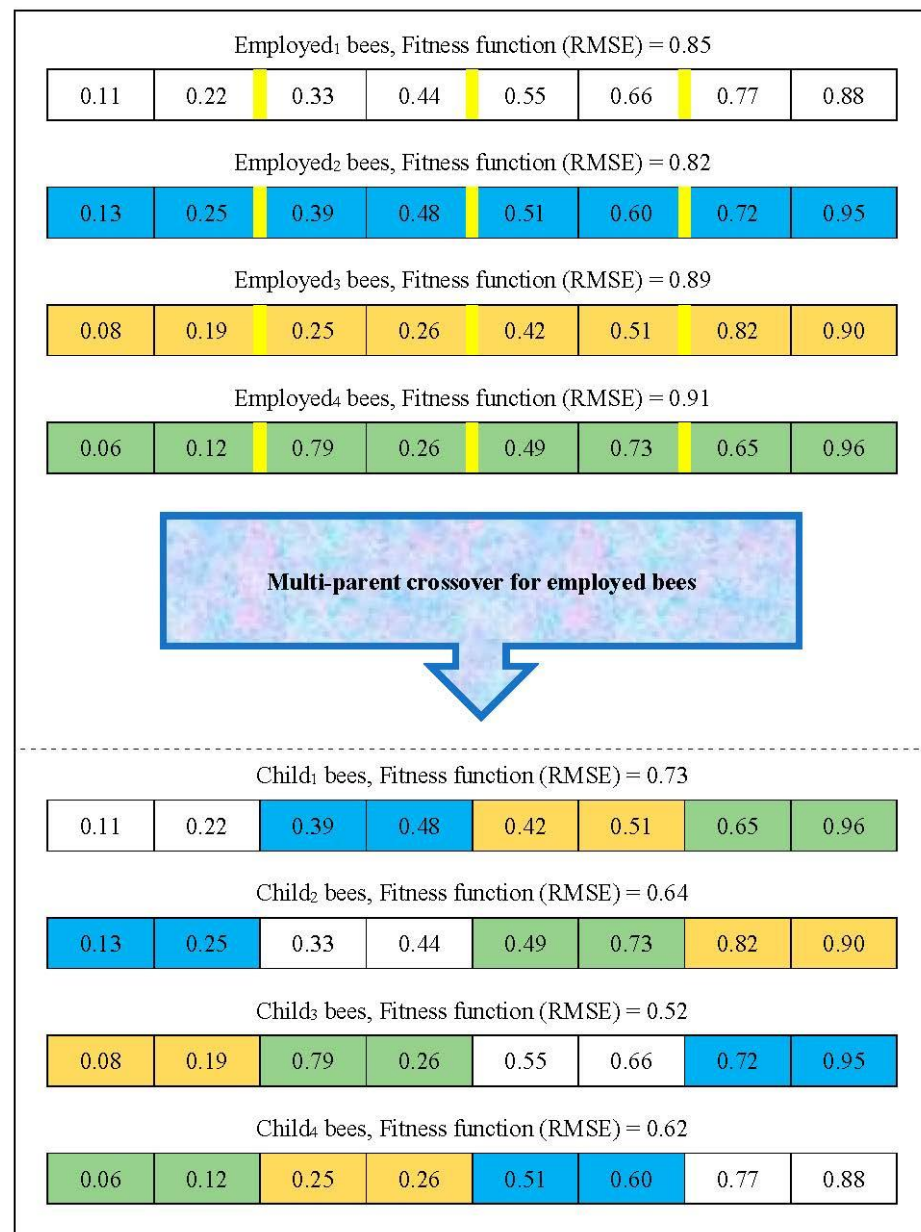 Employed₁ bees, Fitness function (RMSE) = 0.85
0.11 0.22 0.33 0.44 0.55 0.66 0.77 0.88
Employed₂ bees, Fitness function (RMSE) = 0.82
0.13 0.25 0.39 0.48 0.51 0.60 0.72 0.95
Employed₃ bees, Fitness function (RMSE) = 0.89
0.08 0.19 0.25 0.26 0.42 0.51 0.82 0.90
Employed₄ bees, Fitness function (RMSE) = 0.91
0.06 0.12 0.79 0.26 0.49 0.73 0.65 0.96
Multi-parent crossover for employed bees
Child₁ bees, Fitness function (RMSE) = 0.73
0.11 0.22 0.39 0.48 0.42 0.51 0.65 0.96
Child₂ bees, Fitness function (RMSE) = 0.64
0.13 0.25 0.33 0.44 0.49 0.73 0.82 0.90
Child₃ bees, Fitness function (RMSE) = 0.52
0.08 0.19 0.79 0.26 0.55 0.66 0.72 0.95
Child₄ bees, Fitness function (RMSE) = 0.62
0.06 0.12 0.25 0.26 0.51 0.60 0.77 0.88